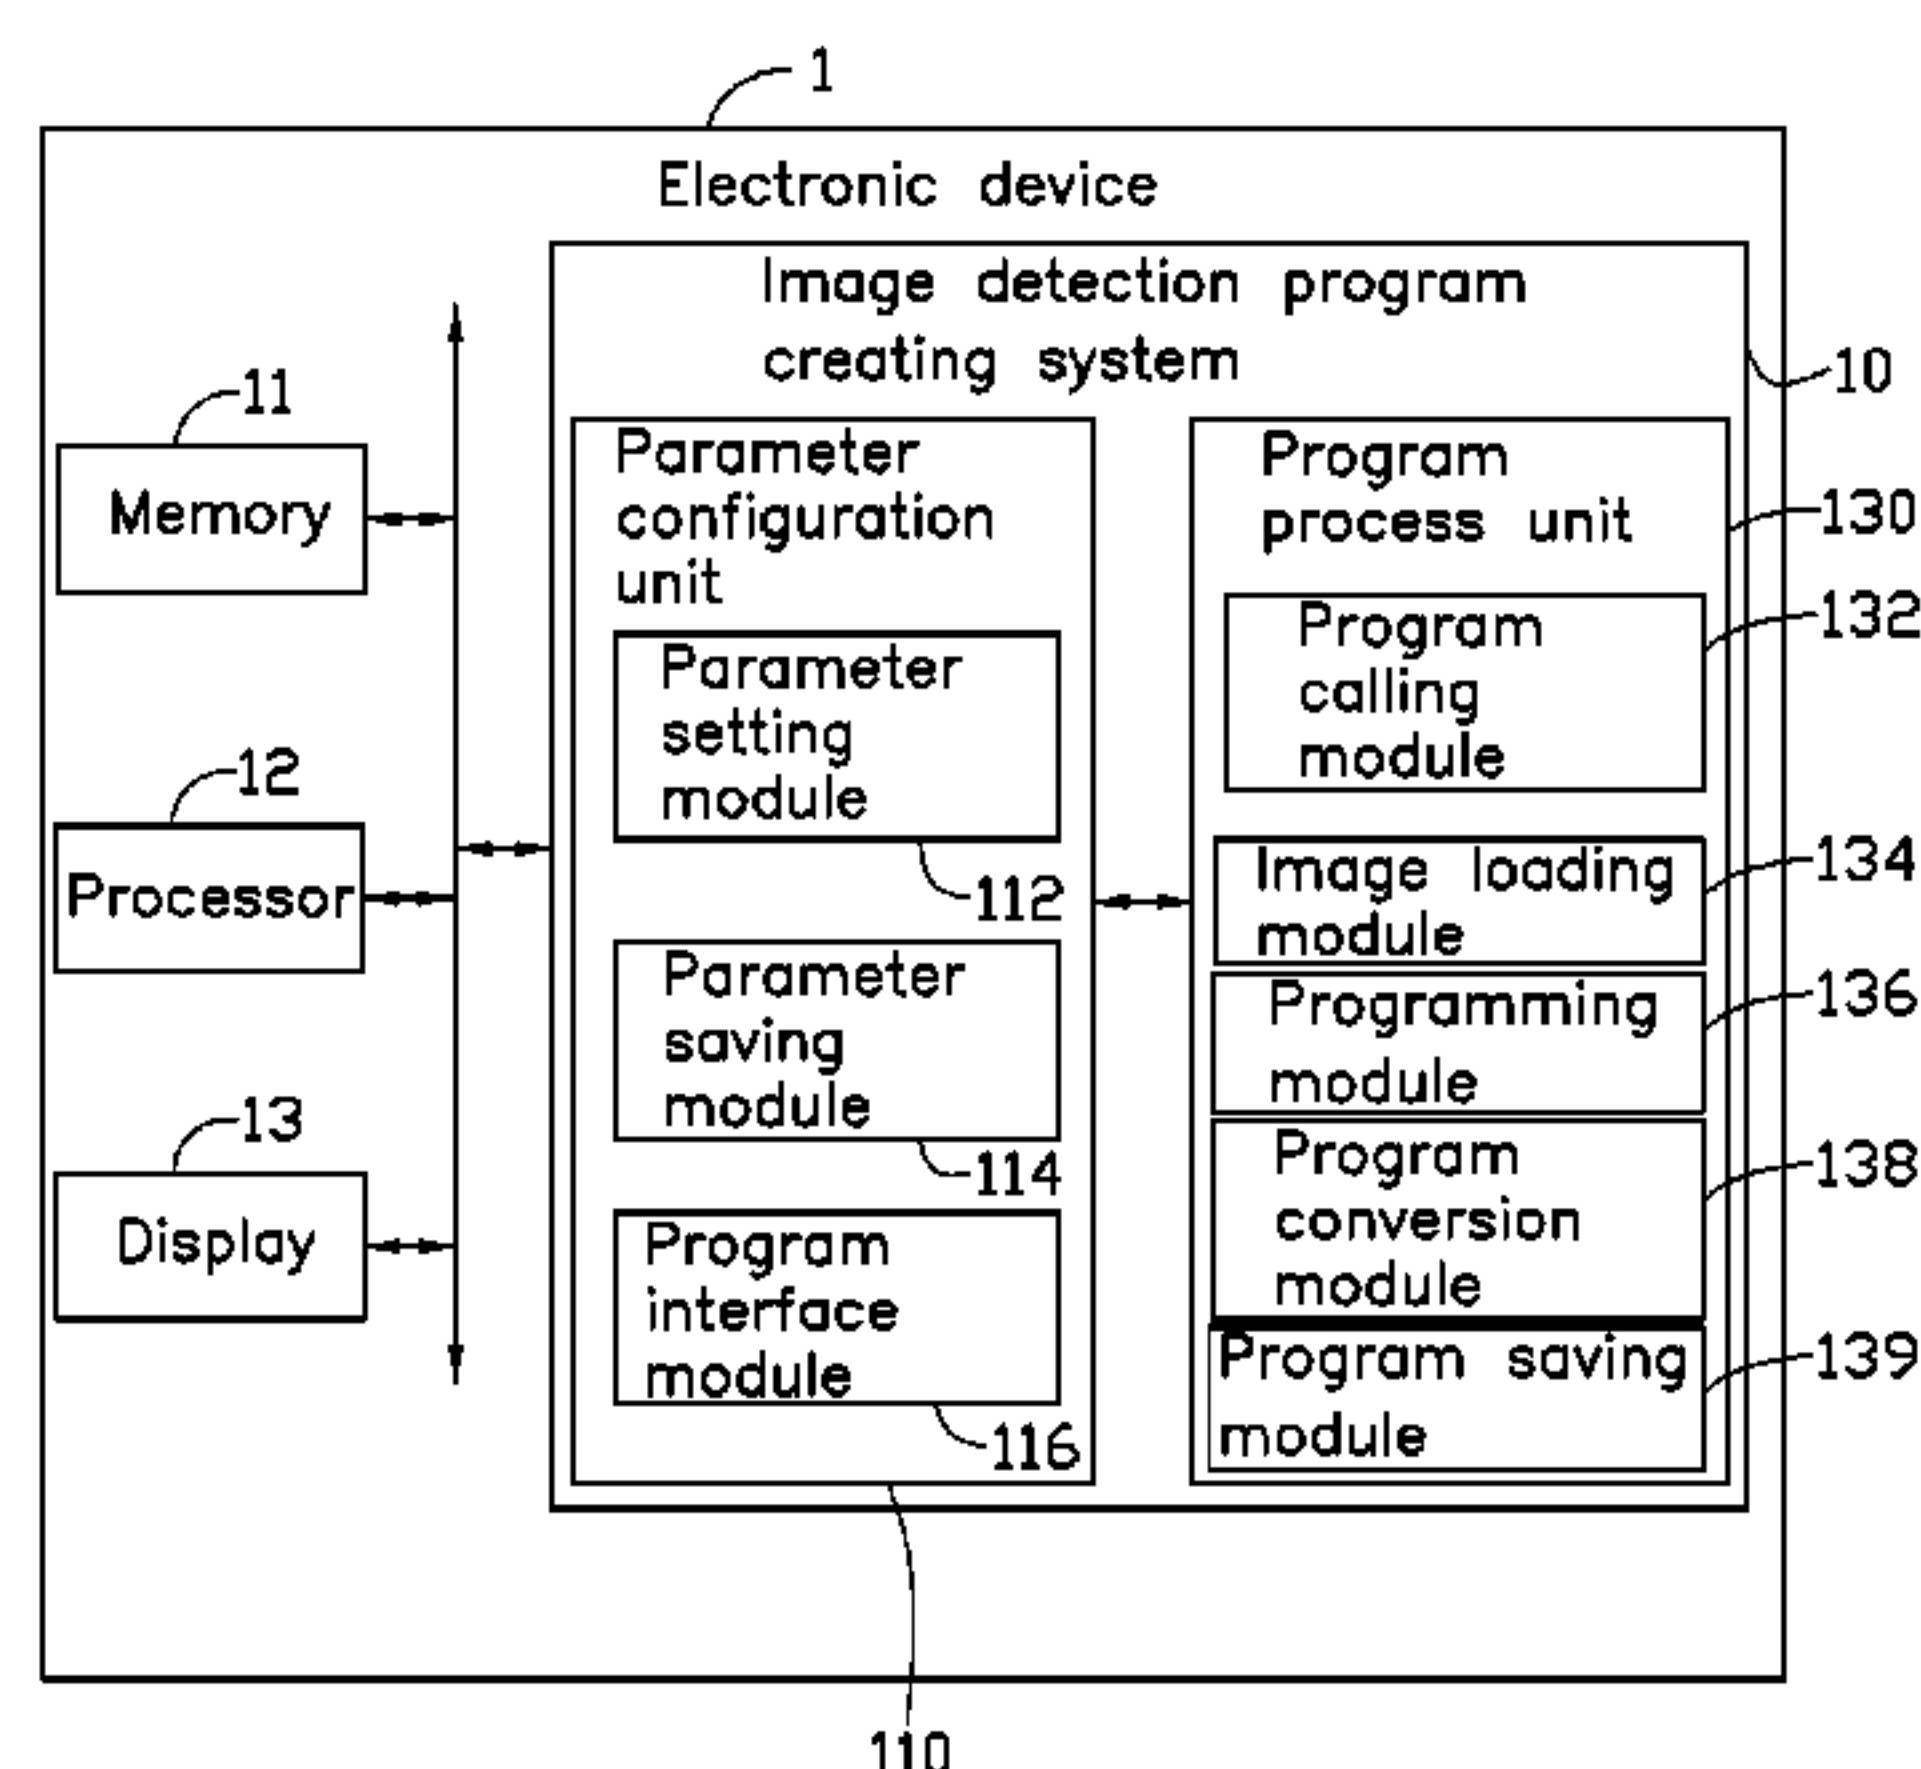 1
Electronic device
Image detection program
creating system
10
11
Memory
12
Processor
13
Display
Parameter
configuration
unit
Parameter
setting
module
112
Parameter
saving
module
114
Program
interface
module
116
110
Program
process unit
130
Program
calling
module
132
Image loading
module
134
Programming
module
136
Program
conversion
module
138
Program saving
module
139